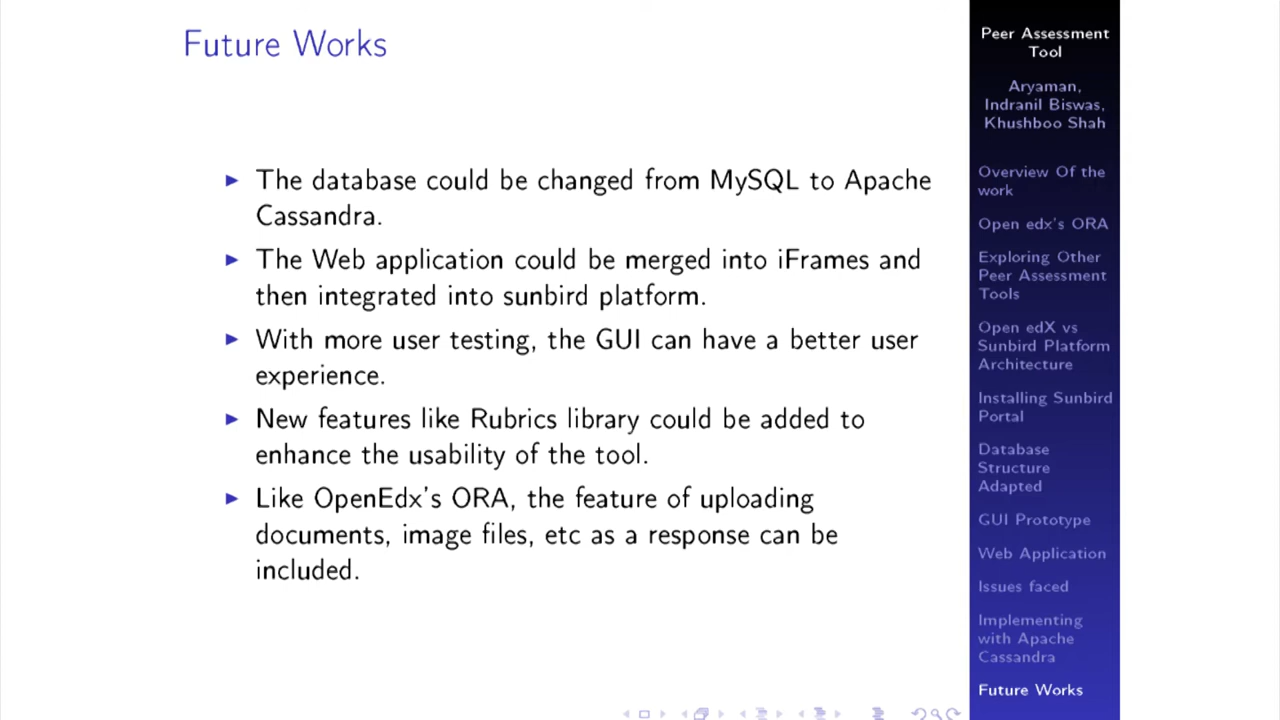 Future Works
The database could be changed from MySQL to Apache
Cassandra.
The Web application could be merged into iFrames and
then integrated into sunbird platform.
With more user testing, the GUI can have a better user
experience.
New features like Rubrics library could be added to
enhance the usability of the tool.
Like OpenEdx's ORA, the feature of uploading
documents, image files, etc as a response can be
included.
Peer Assessment
Tool
Aryaman,
Indranil Biswas,
Khushboo Shah
Overview Of the
work
Open edx's ORA
Exploring Other
Peer Assessment
Tools
Open edX vs
Sunbird Platform
Architecture
Installing Sunbird
Portal
Database
Structure
Adapted
GUI Prototype
Web Application
Issues faced
Implementing
with Apache
Cassandra
Future Works